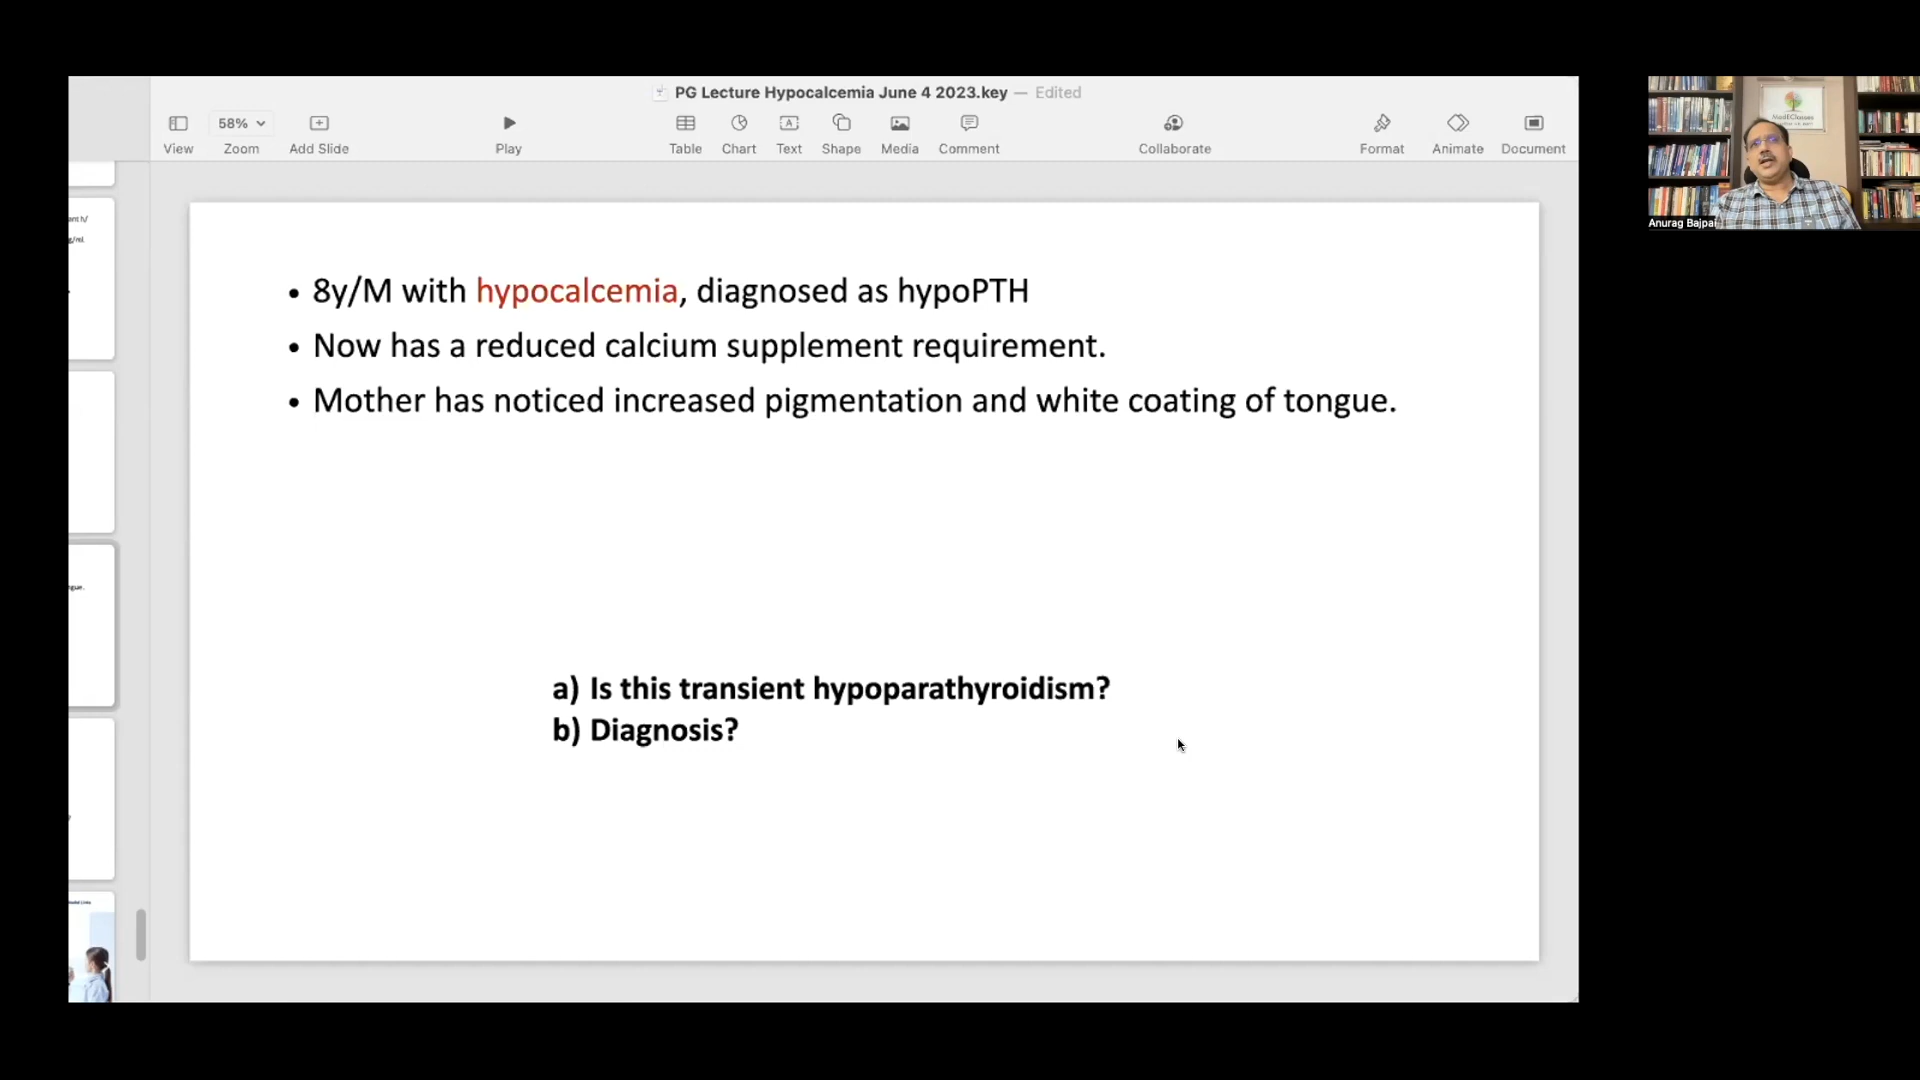 PG Lecture Hypocalcemia June 4 2023.key — Edited
58%
View
Zoom
Add Slide
Play
Table
Chart
Text
Shape
Media
Comment
Collaborate
Format
Animate
Document
Anurag Bajpai
• 8y/M with hypocalcemia, diagnosed as hypoPTH
• Now has a reduced calcium supplement requirement.
• Mother has noticed increased pigmentation and white coating of tongue.
a) Is this transient hypoparathyroidism?
b) Diagnosis?